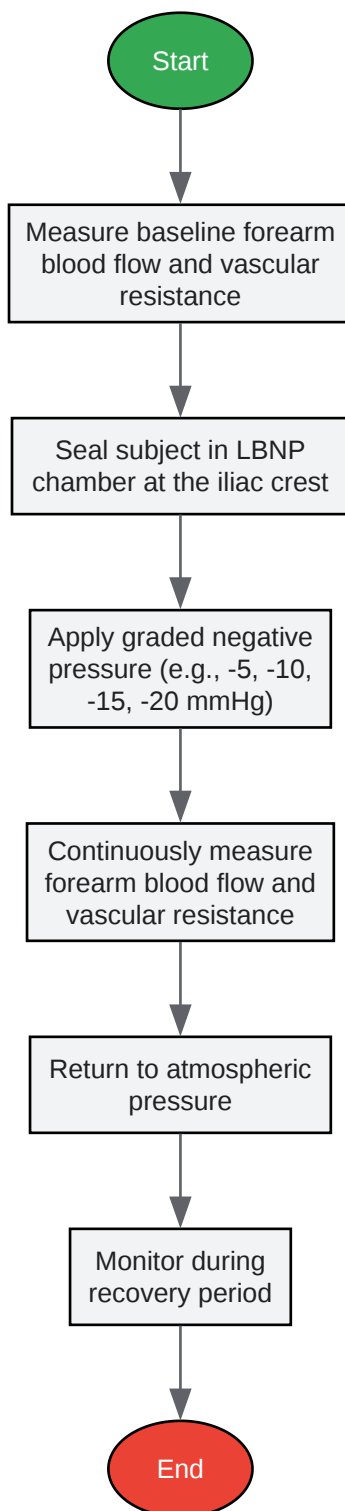 Start
Measure baseline forearm
blood flow and vascular
resistance
Seal subject in LBNP
chamber at the iliac crest
Apply graded negative
pressure (e.g., -5, -10,
-15, -20 mmHg)
Continuously measure
forearm blood flow and
vascular resistance
Return to atmospheric
pressure
Monitor during
recovery period
End